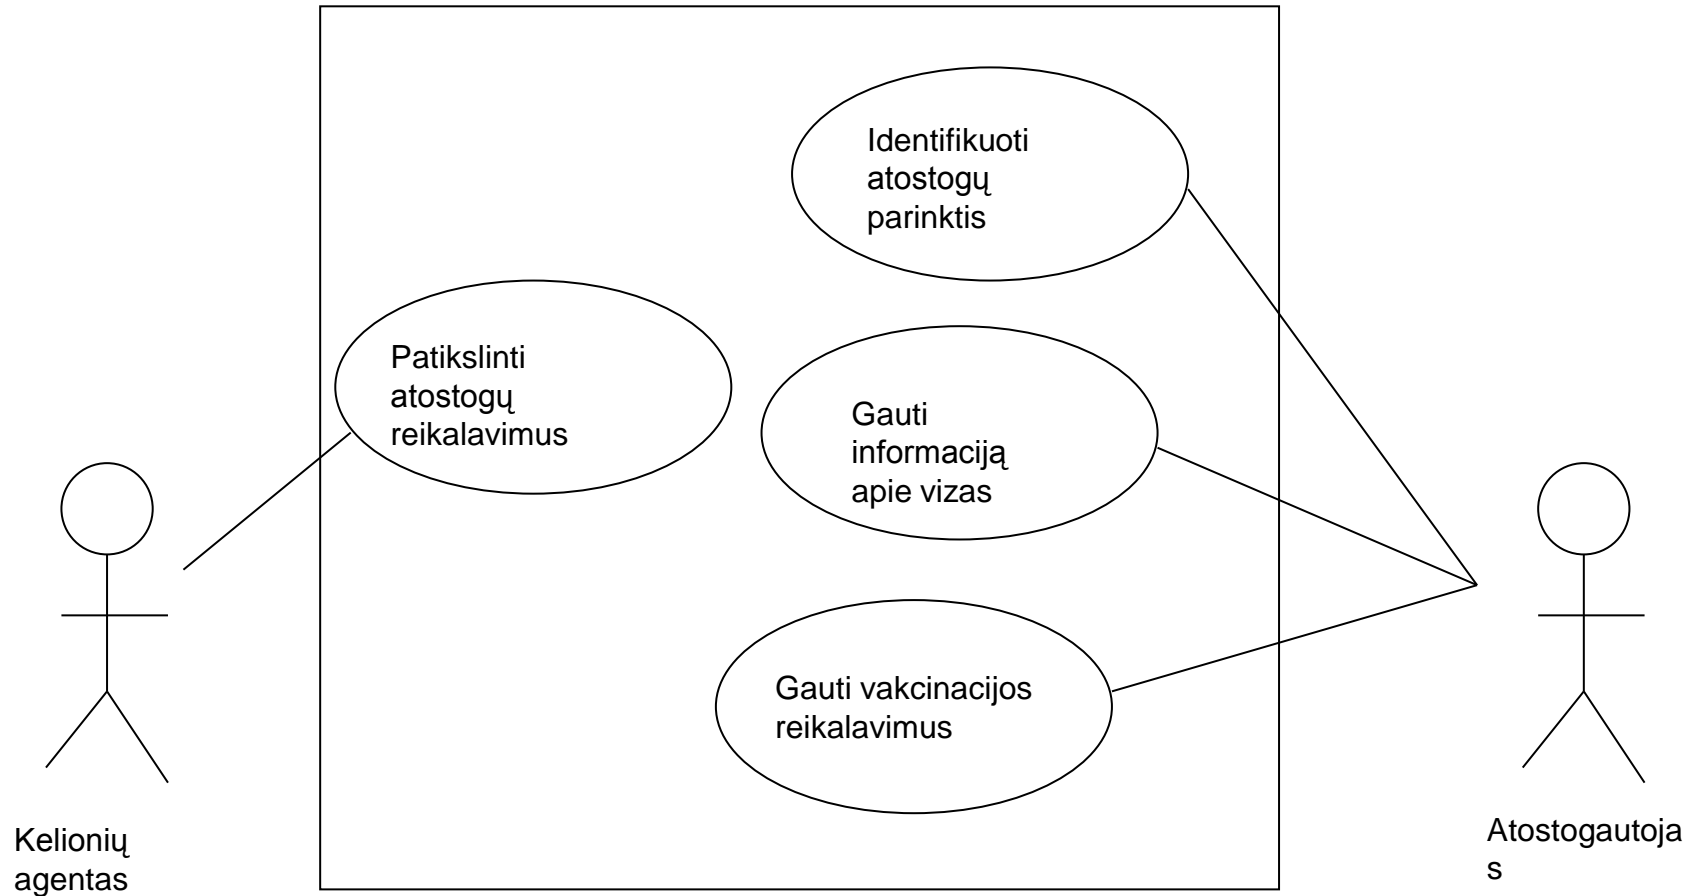 Identifikuoti
atostogų
parinktis
Patikslinti
atostogų
reikalavimus
Gauti
informaciją
apie vizas
Gauti vakcinacijos
reikalavimus
Kelionių
agentas
Atostogautoja
s